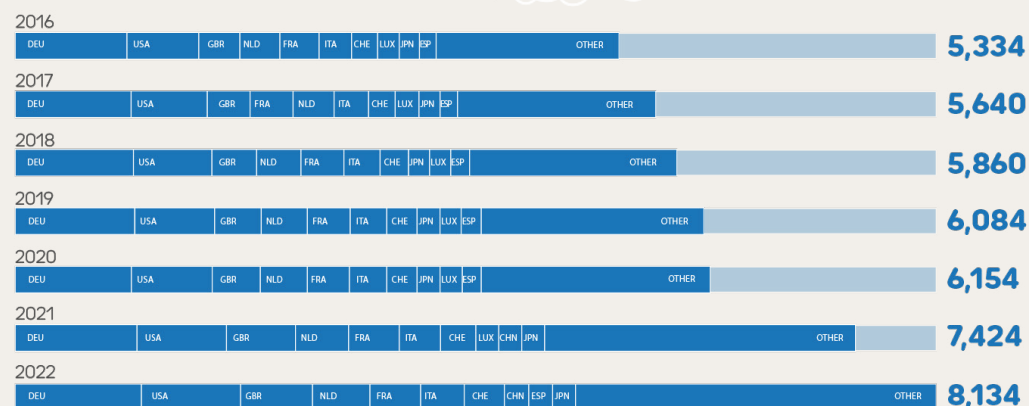 2016
DEU USA GBR NLD FRA ITA CHE LUX JPN ESP OTHER 5,334
2017
DEU USA GBR FRA NLD ITA CHE LUX JPN ESP OTHER 5,640
2018
DEU USA GBR NLD FRA ITA CHE JPN LUX ESP OTHER 5,860
2019
DEU USA GBR NLD FRA ITA CHE JPN LUX ESP OTHER 6,084
2020
DEU USA GBR NLD FRA ITA CHE JPN LUX ESP OTHER 6,154
2021
DEU USA GBR NLD FRA ITA CHE LUX CHN JPN OTHER 7,424
2022
DEU USA GBR NLD FRA ITA CHE CHN ESP JPN OTHER 8,134